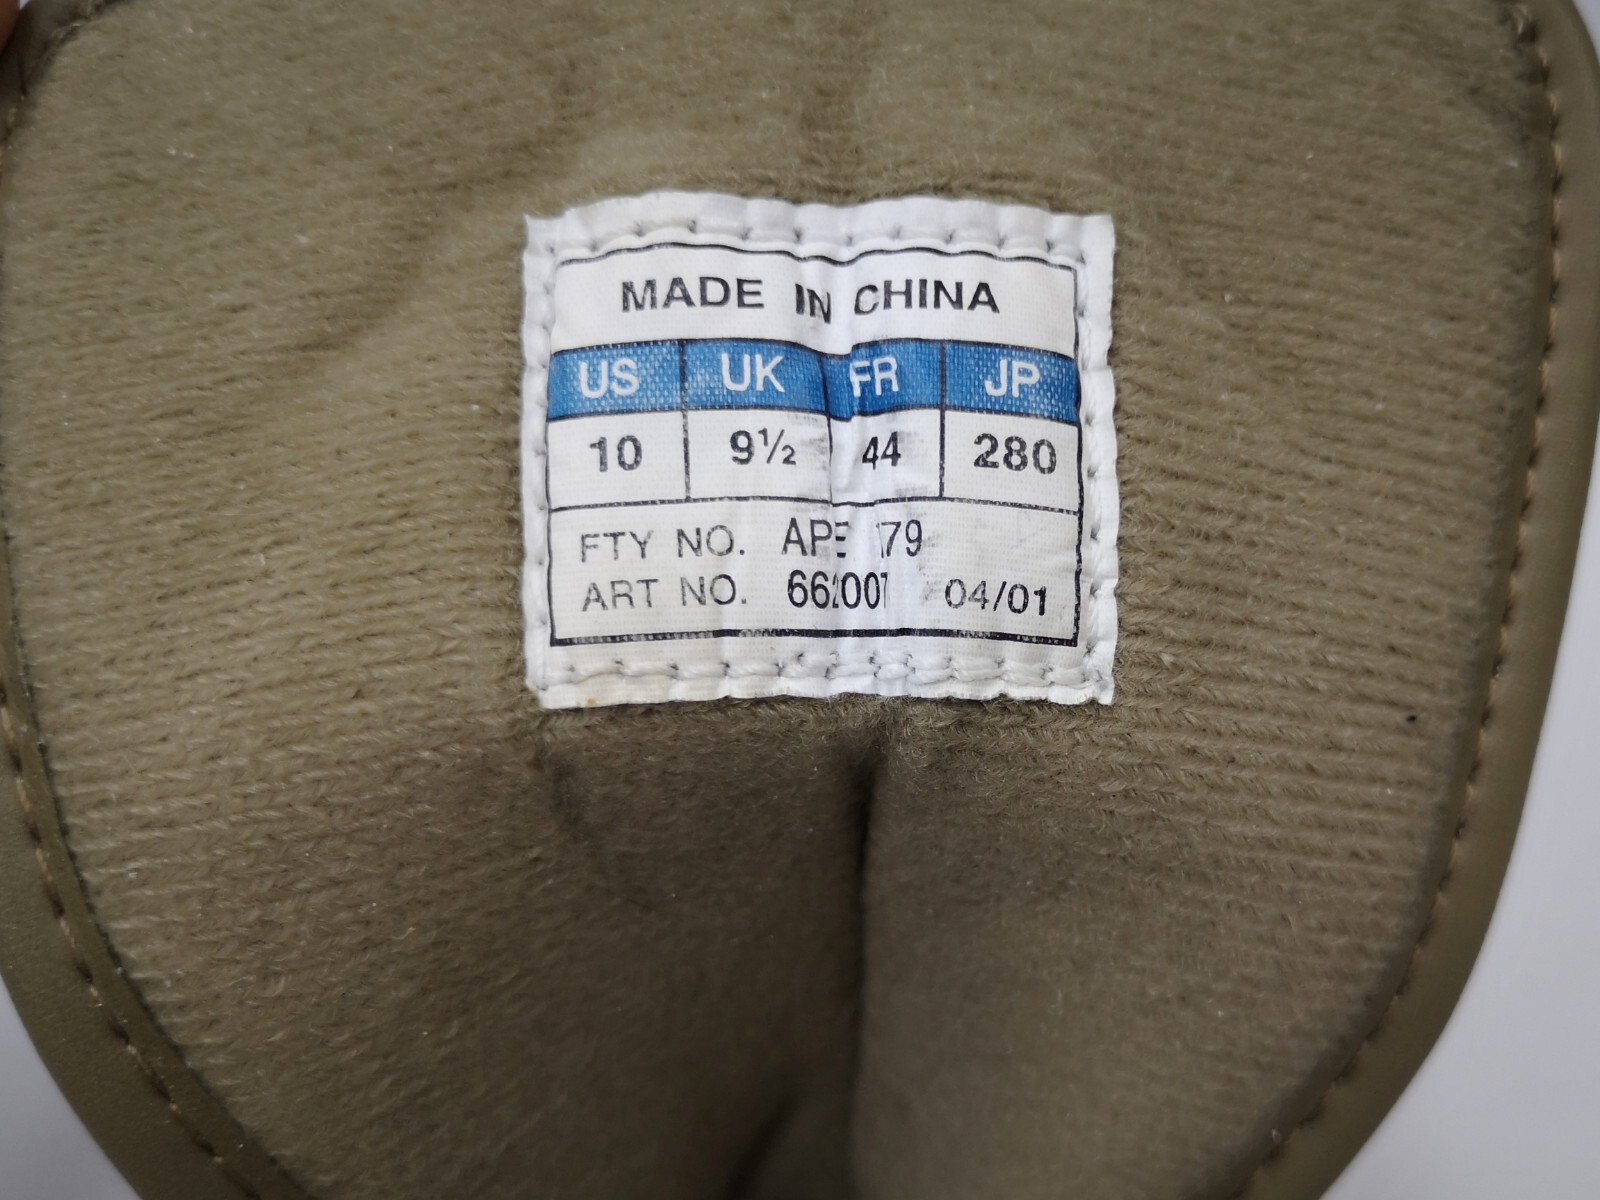 MADE IN CHINA
US UK FR JP
10 9½ 44 280
FTY NO.
ART NO. 04/01